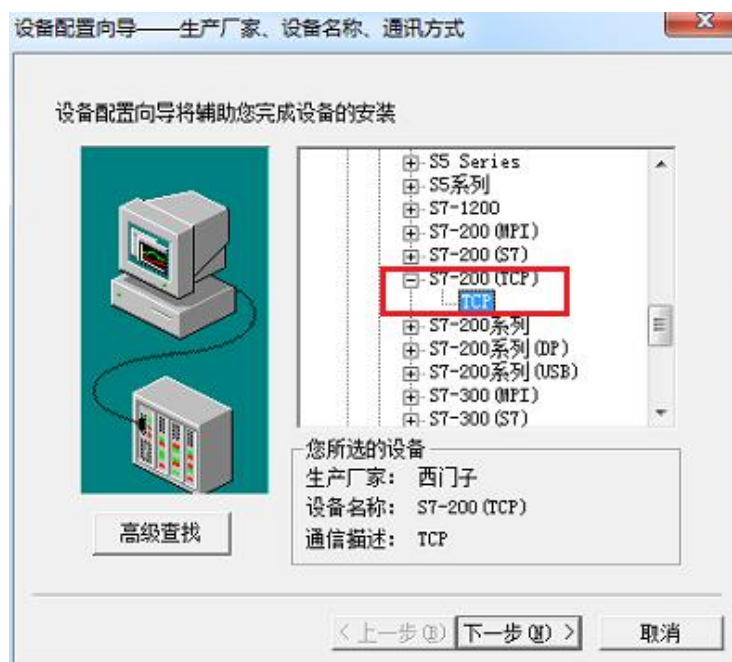 设备配置向导——生产厂家、设备名称、通讯方式
设备配置向导将辅助您完成设备的安装
S5 Series
S5系列
S7-1200
S7-200(MPI)
S7-200(S7)
S7-200(TCP)
TCP
S7-200系列
S7-200系列(DP)
S7-200系列(USB)
S7-300(MPI)
S7-300(S7)
您所选的设备
生产厂家： 西门子
设备名称： S7-200(TCP)
通信描述： TCP
高级查找
<上一步(B) 下一步(N)> 取消